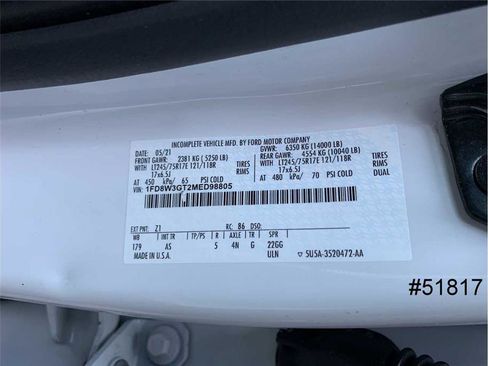 INCOMPLETE VEHICLE MFD. BY FORD MOTOR COMPANY
05/21 GVWR: 6350 KG (14000 LB)
FRONT GAWR: 2381 KG (5250 LB) REAR GAWR: 4554 KG (10040 LB)
WITH LT245/75R17E 121/118R TIRES WITH LT245/75R17E 121/118R TIRES
17x6.5J RIMS 17x6.5J RIMS
AT 450 kPa/ 65 PSI COLD AT 480 kPa/ 70 PSI COLD DUAL
VIN: 1FD8W3GT2MED98805
EXT PNT: Z1 RC: 86 DSO:
WB INT TR TP/PS R AXLE TR SPR
179 AS 5 4N G 22GG
MADE IN U.S.A. ULN ▽ 5U5A-3520472-AA
#51817